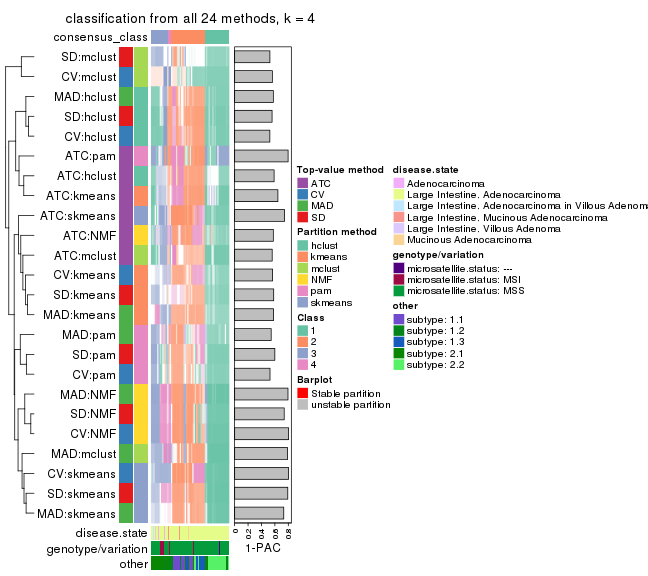 classification from all 24 methods, k = 4
consensus_class
SD:mclust
CV:mclust
MAD:hclust
SD:hclust
CV:hclust
ATC:pam
ATC:hclust
ATC:kmeans
ATC:skmeans
ATC:NMF
ATC:mclust
CV:kmeans
SD:kmeans
MAD:kmeans
MAD:pam
SD:pam
CV:pam
MAD:NMF
SD:NMF
CV:NMF
MAD:mclust
CV:skmeans
SD:skmeans
MAD:skmeans
disease.state
genotype/variation
other
0
0.2
0.4
0.6
0.8
1-PAC
Top-value method
ATC
CV
MAD
SD
Partition method
hclust
kmeans
mclust
NMF
pam
skmeans
Class
1
2
3
4
Barplot
Stable partition
unstable partition
disease.state
Adenocarcinoma
Large Intestine, Adenocarcinoma
Large Intestine, Adenocarcinoma in Villous Adenom
Large Intestine, Mucinous Adenocarcinoma
Large Intestine, Villous Adenoma
Mucinous Adenocarcinoma
genotype/variation
microsatellite.status: ---
microsatellite.status: MSI
microsatellite.status: MSS
other
subtype: 1.1
subtype: 1.2
subtype: 1.3
subtype: 2.1
subtype: 2.2